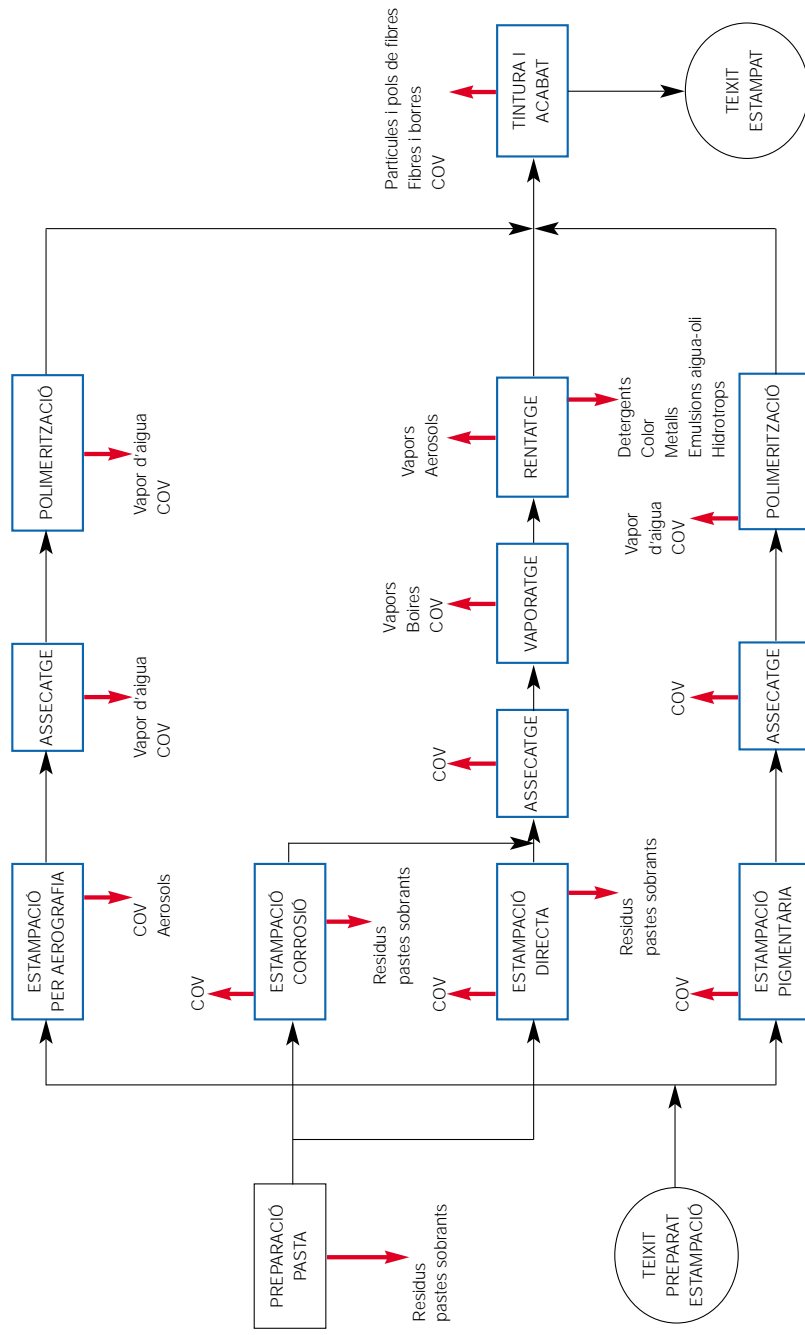 ESTAMPACIÓ
PER AEROGRAFIA
COV
Aerosols
ASSECATGE
Vapor d'aigua
COV
POLIMERITZACIÓ
Vapor d'aigua
COV
PREPARACIÓ
PASTA
Residus
pastes sobrants
COV
ESTAMPACIÓ
CORROSIÓ
Residus
pastes sobrants
COV
ESTAMPACIÓ
DIRECTA
Residus
pastes sobrants
COV
ASSECATGE
Vapors
Boires
COV
VAPORATGE
Vapors
Aerosols
RENTATGE
Detergents
Color
Metalls
Emulsions aigua-oli
Hidrotrops
Partícules i pols de fibres
Fibres i borres
COV
TINTURA I
ACABAT
TEIXIT
PREPARAT
ESTAMPACIÓ
COV
ESTAMPACIÓ
PIGMENTÀRIA
COV
ASSECATGE
Vapor
d'aigua
COV
POLIMERITZACIÓ
TEIXIT
ESTAMPAT